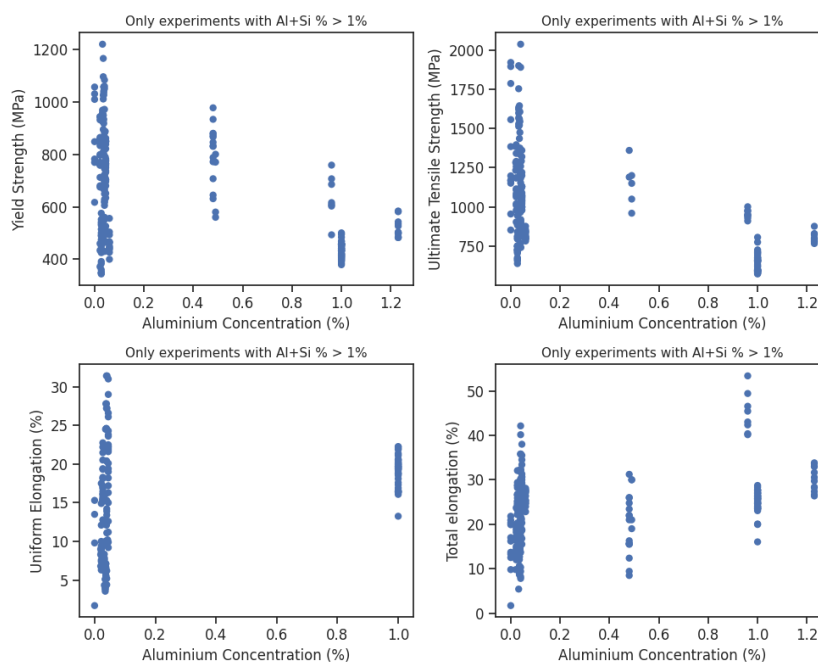 Only experiments with Al+Si % > 1%
Yield Strength (MPa)
1200
1000
800
600
400
0.0 0.2 0.4 0.6 0.8 1.0 1.2
Aluminium Concentration (%)
Only experiments with Al+Si % > 1%
Ultimate Tensile Strength (MPa)
2000
1750
1500
1250
1000
750
0.0 0.2 0.4 0.6 0.8 1.0 1.2
Aluminium Concentration (%)
Only experiments with Al+Si % > 1%
Uniform Elongation (%)
30
25
20
15
10
5
0.0 0.2 0.4 0.6 0.8 1.0
Aluminium Concentration (%)
Only experiments with Al+Si % > 1%
Total elongation (%)
50
40
30
20
10
0
0.0 0.2 0.4 0.6 0.8 1.0 1.2
Aluminium Concentration (%)